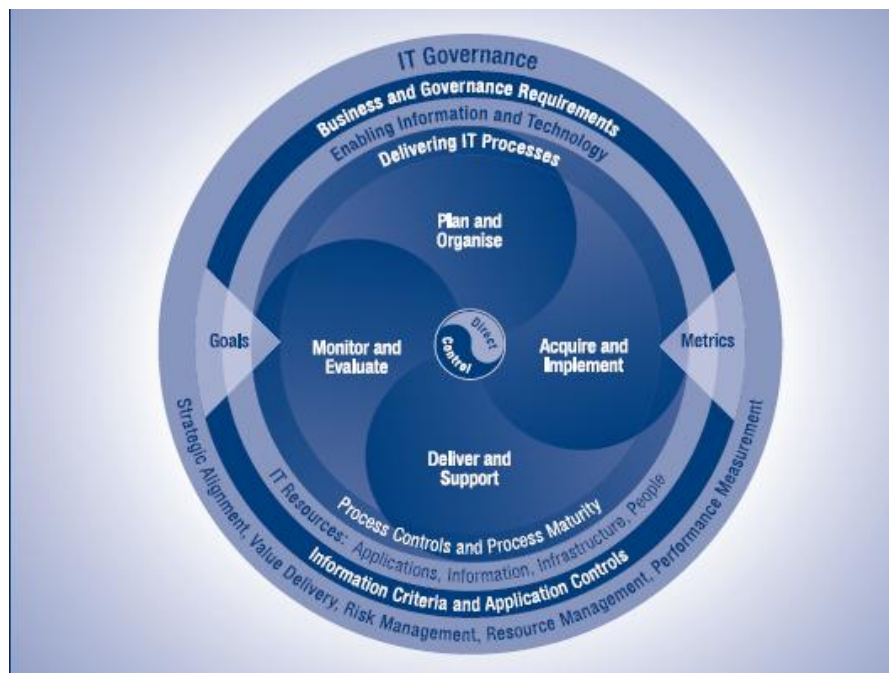 IT Governance
Business and Governance Requirements
Enabling Information and Technology
Delivering IT Processes
Plan and
Organise
Goals
Monitor and
Evaluate
Direct
Control
Acquire and
Implement
Metrics
Deliver and
Support
Process Controls and Process Maturity
IT Resources: Applications, Information, Infrastructure, People
Information Criteria and Application Controls
Strategic Alignment, Value Delivery, Risk Management, Resource Management, Performance Measurement